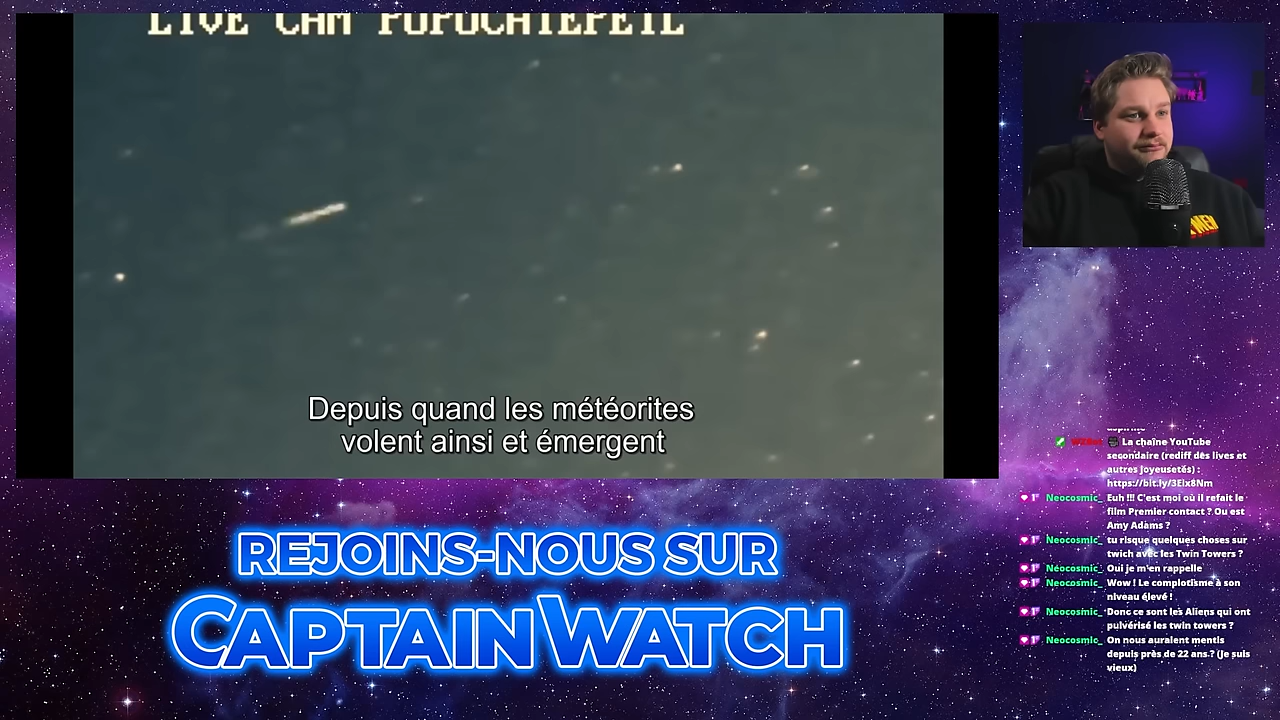 LIVE CAM POPOCATEPETL
Depuis quand les météorites
volent ainsi et émergent
REJOINS-NOUS SUR
CAPTAINWATCH
La chaîne YouTube
secondaire (rediff des lives et
autres joyeusetés) :
Neocosmic_ Euh !!! C'est moi où il refait le
film Premier contact ? Ou est
Amy Adams ?
Neocosmic_ tu risque quelques choses sur
twich avec les Twin Towers ?
Neocosmic_ Oui je m'en rappelle
Neocosmic_ Wow ! Le complotisme à son
niveau élevé !
Neocosmic_ Donc ce sont les Aliens qui ont
pulvérisé les twin towers ?
Neocosmic_ On nous auraient mentis
depuis près de 22 ans ? (Je suis
vieux)